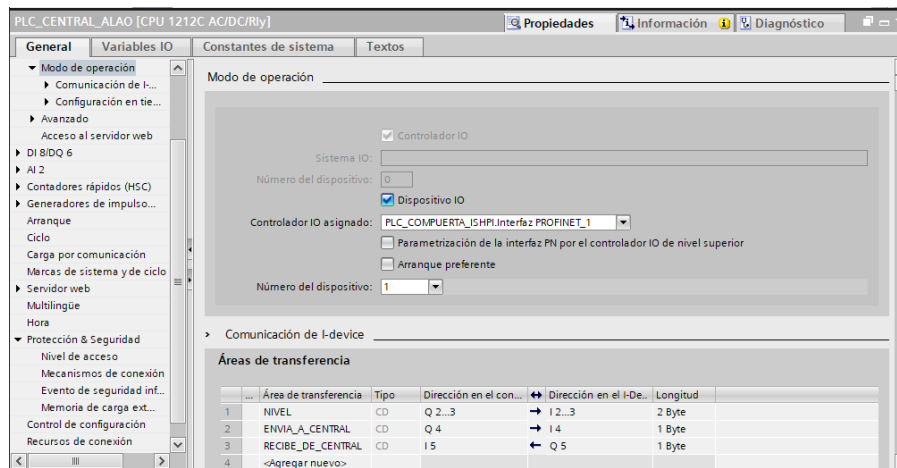 PLC_CENTRAL_ALAO [CPU 1212C AC/DC/Rly] Propiedades Información Diagnóstico
General Variables IO Constantes de sistema Textos
Modo de operación
Comunicación de I-...
Configuración en tie...
Avanzado
Acceso al servidor web
DI 8/DQ 6
AI 2
Contadores rápidos (HSC)
Generadores de impulso...
Arranque
Ciclo
Carga por comunicación
Marcas de sistema y de ciclo
Servidor web
Multilingüe
Hora
Protección & Seguridad
Nivel de acceso
Mecanismos de conexión
Evento de seguridad inf...
Memoria de carga ext...
Control de configuración
Recursos de conexión
Modo de operación
Controlador IO
Sistema IO:
Número del dispositivo: 0
Dispositivo IO
Controlador IO asignado: PLC_COMPUERTA_ISHPI.Interfaz PROFINET_1
Parametrización de la interfaz PN por el controlador IO de nivel superior
Arranque preferente
Número del dispositivo: 1
Comunicación de I-device
Áreas de transferencia
... Área de transferencia Tipo Dirección en el con... ↔ Dirección en el I-De... Longitud
1 NIVEL CD Q 2...3 → I 2...3 2 Byte
2 ENVIA_A_CENTRAL CD Q 4 → I 4 1 Byte
3 RECIBE_DE_CENTRAL CD I 5 ← Q 5 1 Byte
4 <Agregar nuevo>